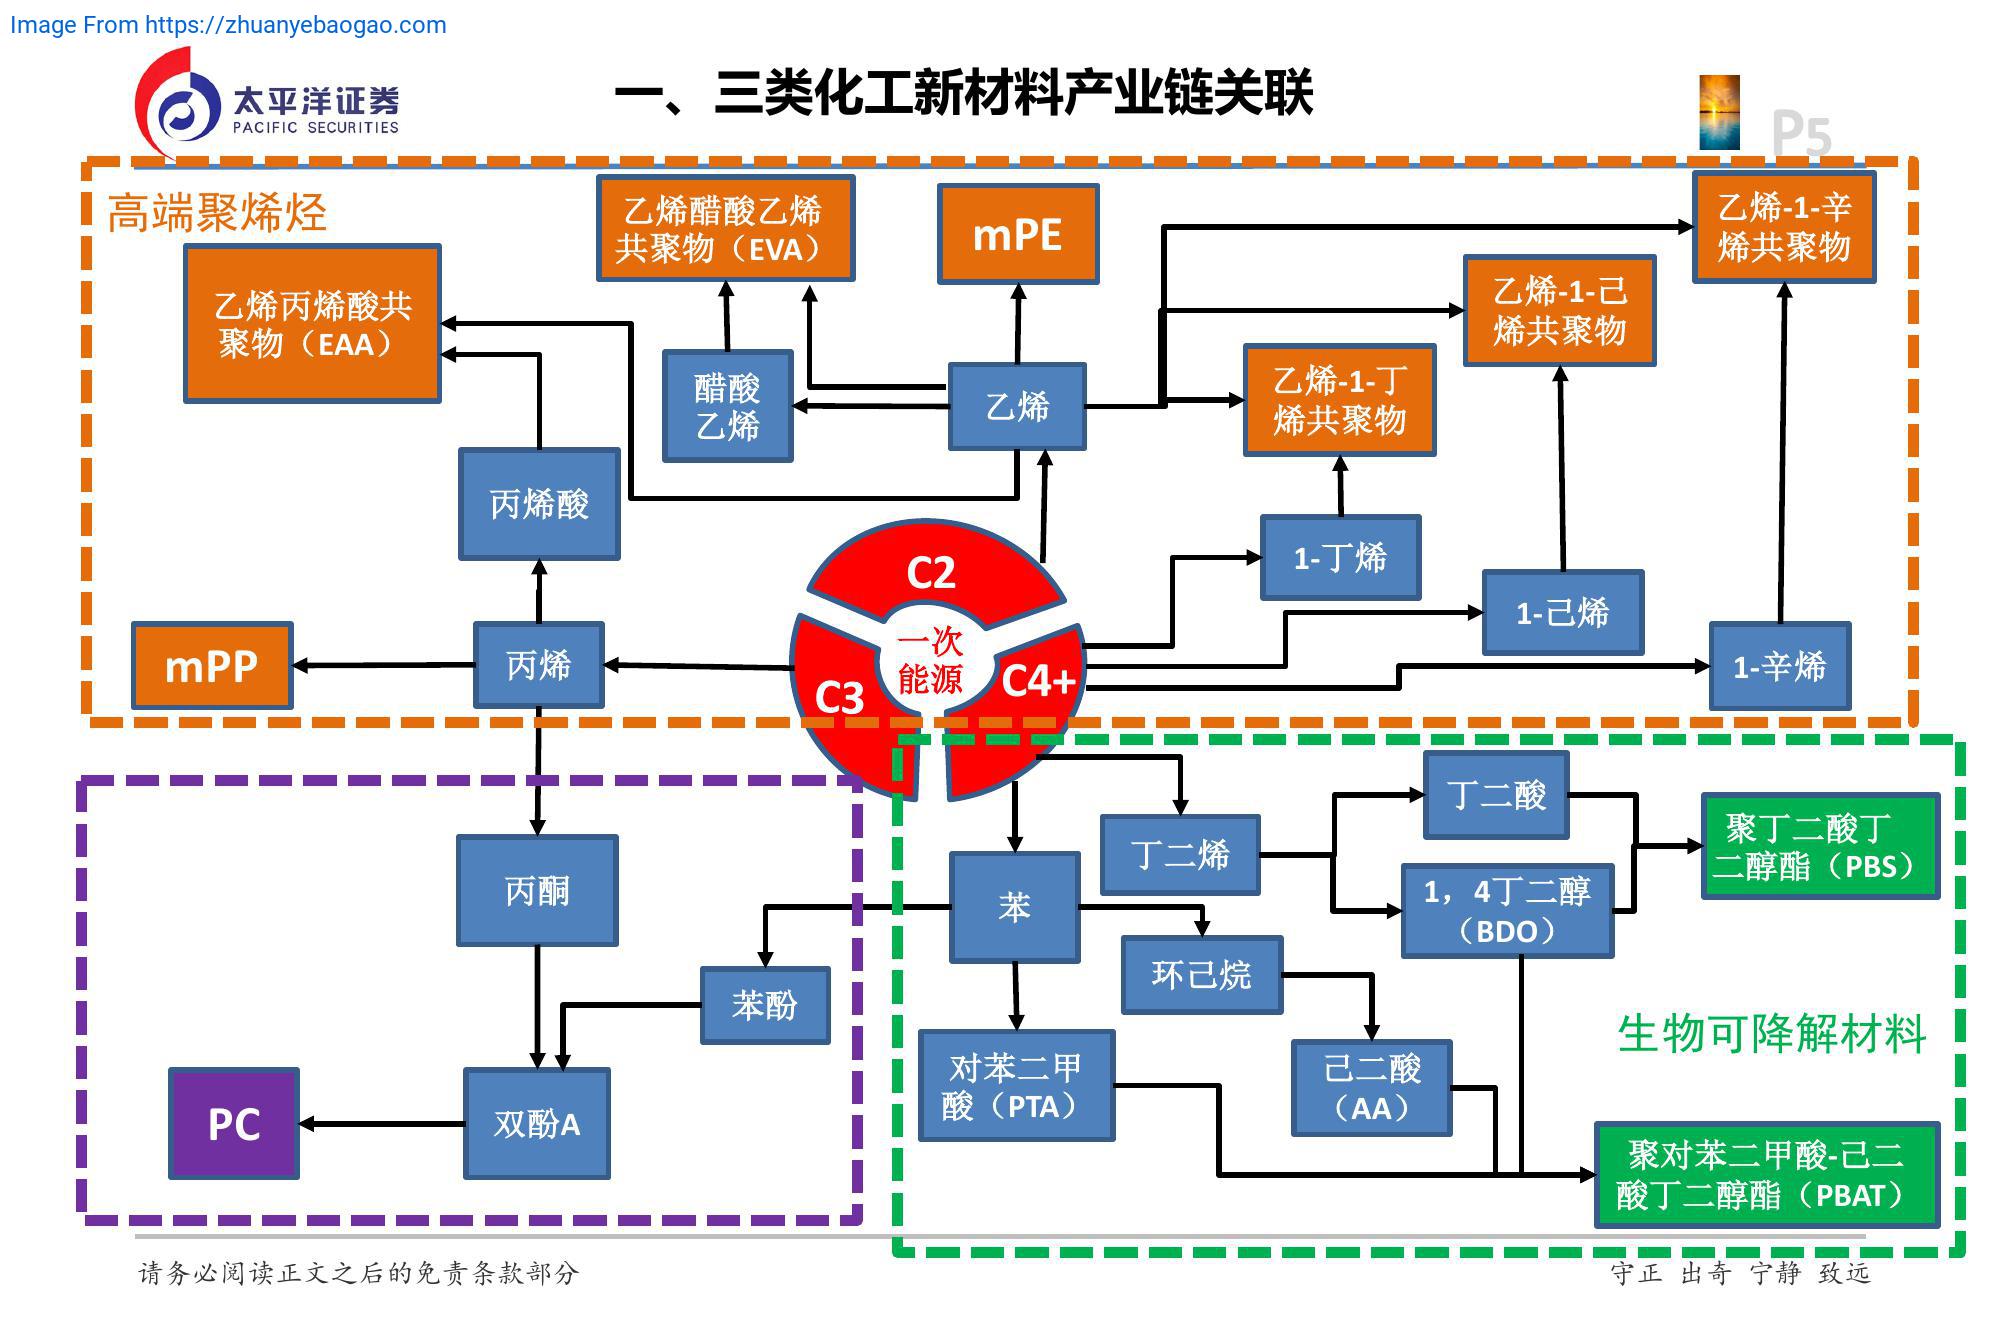 Image From https://zhuanyebaogao.com
太平洋证券
PACIFIC SECURITIES
一、三类化工新材料产业链关联
P5
高端聚烯烃
乙烯醋酸乙烯
共聚物（EVA）
mPE
乙烯-1-辛
烯共聚物
乙烯丙烯酸共
聚物（EAA）
乙烯-1-己
烯共聚物
醋酸
乙烯
乙烯
乙烯-1-丁
烯共聚物
丙烯酸
1-丁烯
C2
1-己烯
mPP
丙烯
一次
能源
C3
C4+
1-辛烯
丁二酸
聚丁二酸丁
二醇酯（PBS）
丁二烯
丙酮
苯
1，4丁二醇
（BDO）
苯酚
环己烷
生物可降解材料
对苯二甲
酸（PTA）
己二酸
（AA）
PC
双酚A
聚对苯二甲酸-己二
酸丁二醇酯（PBAT）
请务必阅读正文之后的免责条款部分
守正 出奇 宁静 致远